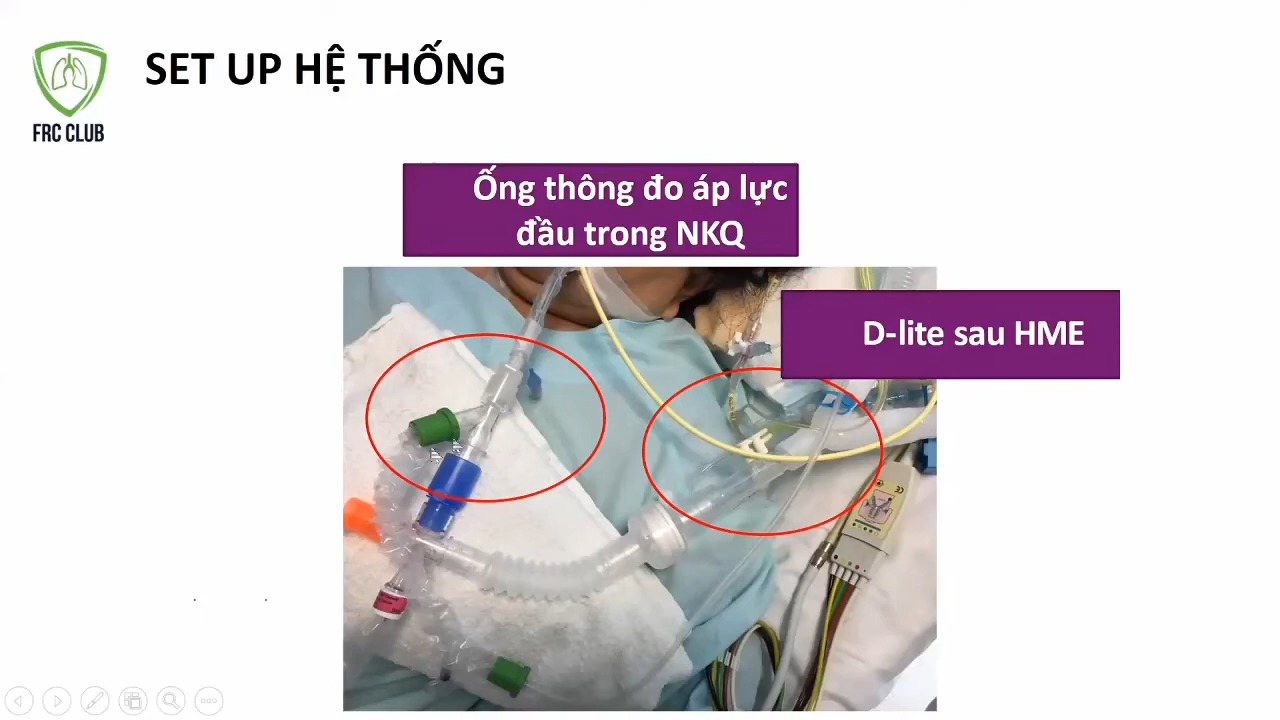 SET UP HỆ THỐNG
FRC CLUB
Ống thông đo áp lực
đầu trong NKQ
D-lite sau HME